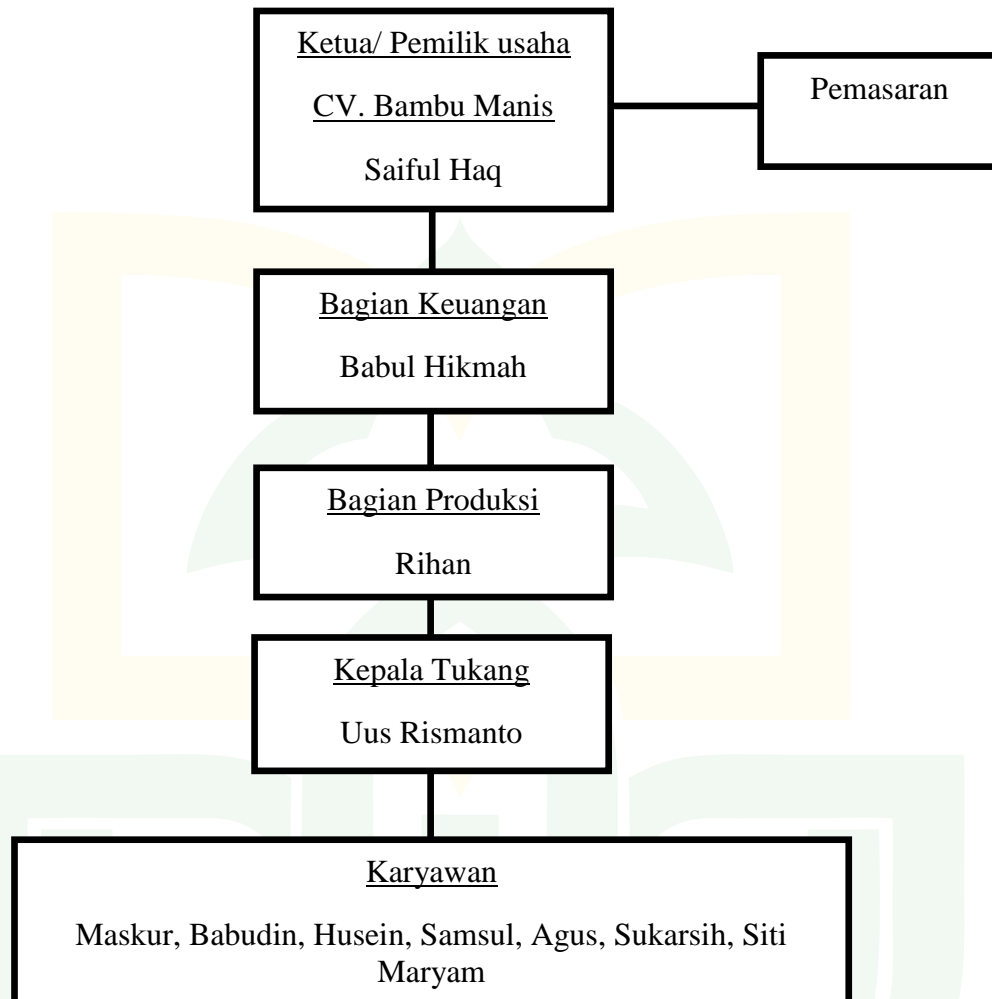 Ketua/ Pemilik usaha
CV. Bambu Manis
Saiful Haq
Pemasaran
Bagian Keuangan
Babul Hikmah
Bagian Produksi
Rihan
Kepala Tukang
Uus Rismanto
Karyawan
Maskur, Babudin, Husein, Samsul, Agus, Sukarsih, Siti
Maryam